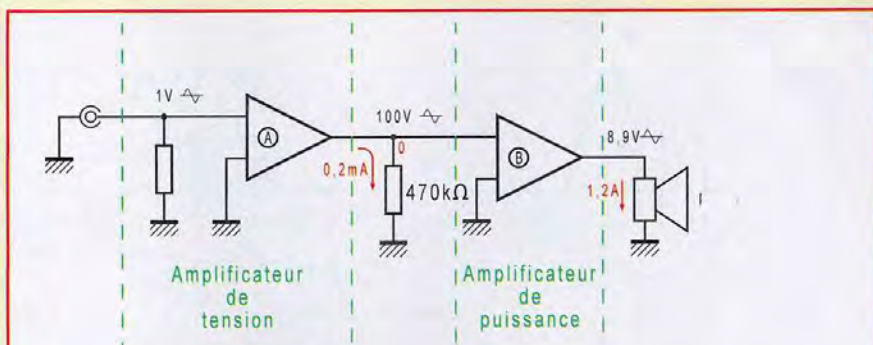 1V
A
100V
0
0,2mA
470kΩ
B
8,9V
1,2A
Amplificateur
de
tension
Amplificateur
de
puissance